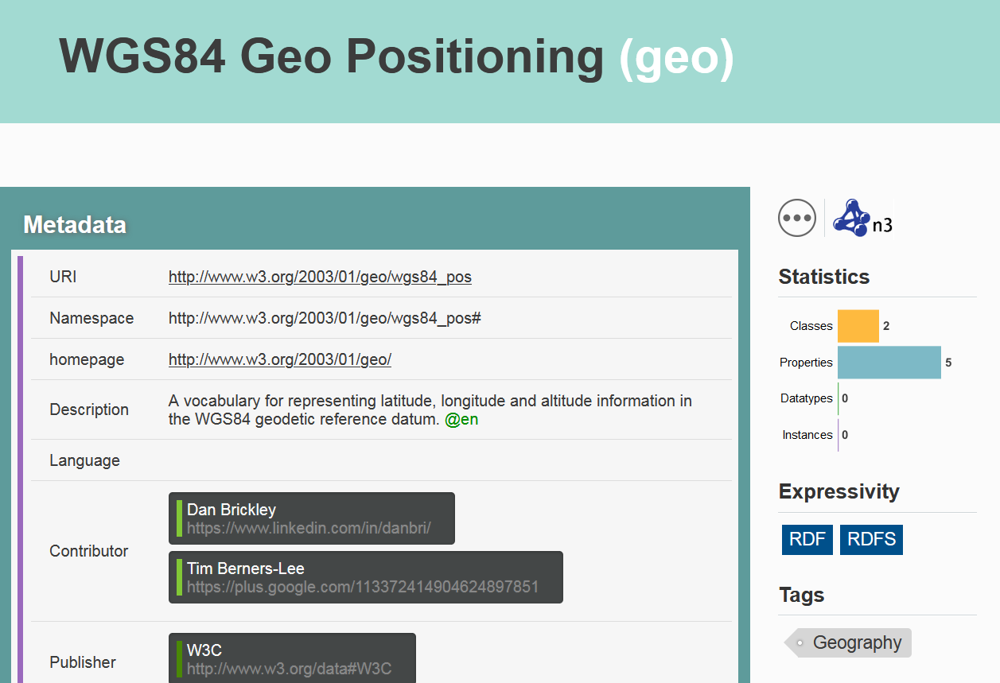 WGS84 Geo Positioning (geo)
Metadata
URI http://www.w3.org/2003/01/geo/wgs84_pos
Namespace http://www.w3.org/2003/01/geo/wgs84_pos#
homepage http://www.w3.org/2003/01/geo/
Description A vocabulary for representing latitude, longitude and altitude information in
the WGS84 geodetic reference datum. @en
Language
Contributor
Dan Brickley
https://www.linkedin.com/in/danbri/
Tim Berners-Lee
https://plus.google.com/113372414904624897851
Publisher
W3C
http://www.w3.org/data#W3C
n3
Statistics
Classes 2
Properties 5
Datatypes 0
Instances 0
Expressivity
RDF RDFS
Tags
Geography